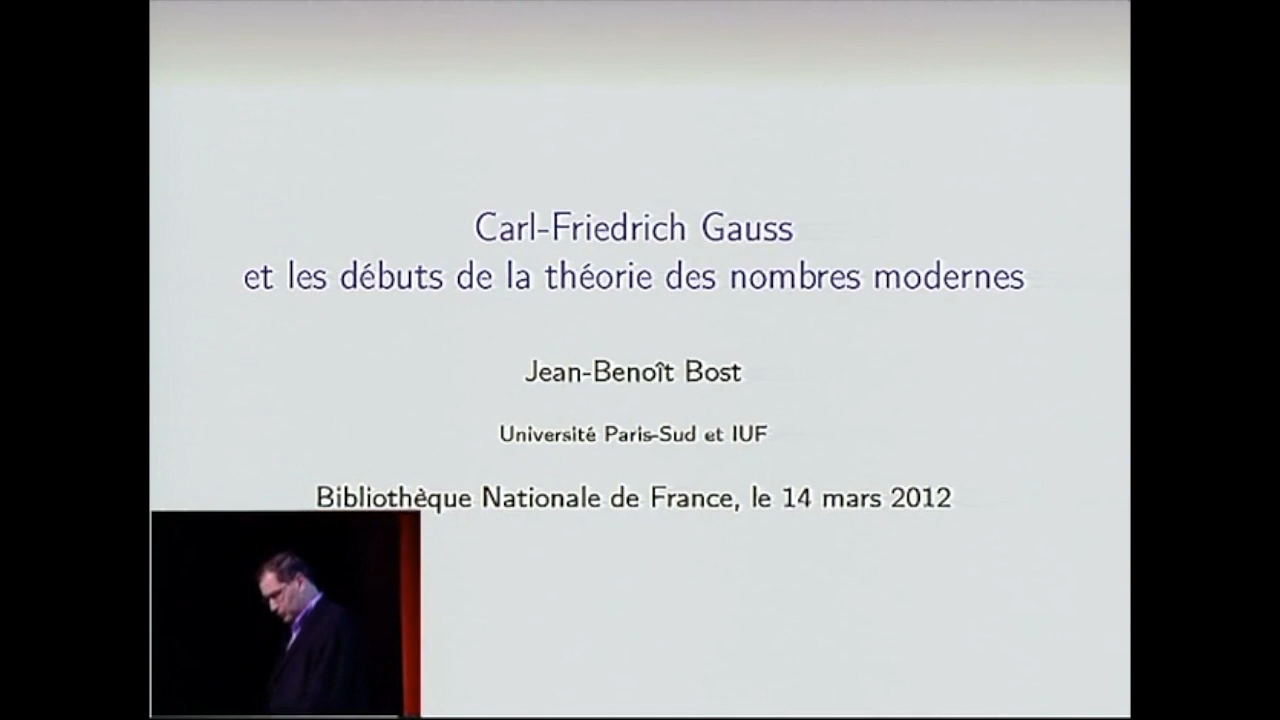 Carl-Friedrich Gauss
et les débuts de la théorie des nombres modernes
Jean-Benoît Bost
Université Paris-Sud et IUF
Bibliothèque Nationale de France, le 14 mars 2012